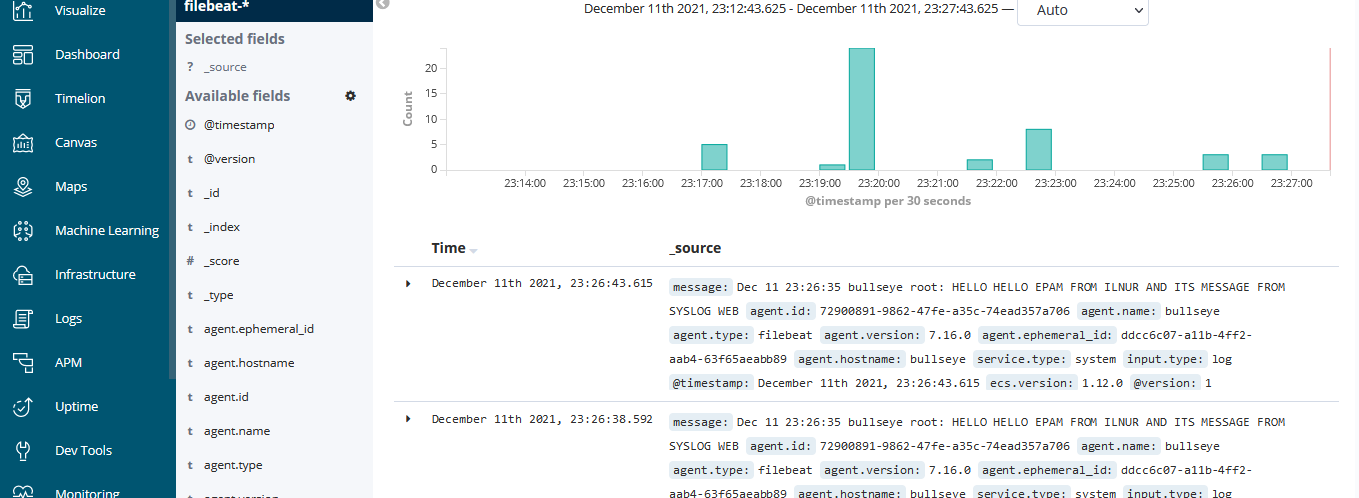 Visualize
Dashboard
Timelion
Canvas
Maps
Machine Learning
Infrastructure
Logs
APM
Uptime
Dev Tools
Monitoring
filebeat-*
Selected fields
? _source
Available fields
@timestamp
t @version
t _id
t _index
# _score
t _type
t agent.ephemeral_id
t agent.hostname
t agent.id
t agent.name
t agent.type
agent.version
December 11th 2021, 23:12:43.625 - December 11th 2021, 23:27:43.625 — Auto
Count
20
15
10
5
0
23:14:00 23:15:00 23:16:00 23:17:00 23:18:00 23:19:00 23:20:00 23:21:00 23:22:00 23:23:00 23:24:00 23:25:00 23:26:00 23:27:00
@timestamp per 30 seconds
Time _source
December 11th 2021, 23:26:43.615
message: Dec 11 23:26:35 bullseye root: HELLO HELLO EPAM FROM ILNUR AND ITS MESSAGE FROM
SYSLOG WEB agent.id: 72900891-9862-47fe-a35c-74ead357a706 agent.name: bullseye
agent.type: filebeat agent.version: 7.16.0 agent.ephemeral_id: ddcc6c07-a11b-4ff2-
aab4-63f65aeabb89 agent.hostname: bullseye service.type: system input.type: log
@timestamp: December 11th 2021, 23:26:43.615 ecs.version: 1.12.0 @version: 1
December 11th 2021, 23:26:38.592
message: Dec 11 23:26:35 bullseye root: HELLO HELLO EPAM FROM ILNUR AND ITS MESSAGE FROM
SYSLOG WEB agent.id: 72900891-9862-47fe-a35c-74ead357a706 agent.name: bullseye
agent.type: filebeat agent.version: 7.16.0 agent.ephemeral_id: ddcc6c07-a11b-4ff2-
aab4-63f65aeabb89 agent.hostname: bullseye service.type: system input.type: log